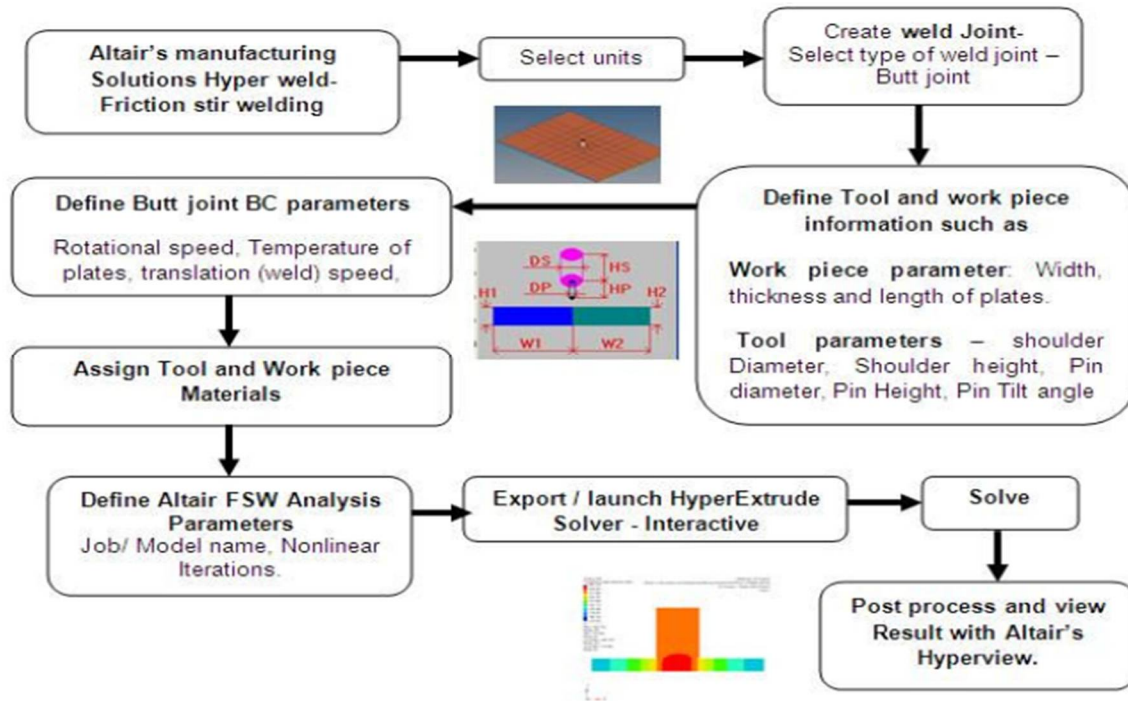 Altair's manufacturing
Solutions Hyper weld-
Friction stir welding
Select units
Create weld Joint-
Select type of weld joint –
Butt joint
Define Tool and work piece
information such as
Work piece parameter: Width,
thickness and length of plates.
Tool parameters – shoulder
Diameter, Shoulder height, Pin
diameter, Pin Height, Pin Tilt angle
Define Butt joint BC parameters
Rotational speed, Temperature of
plates, translation (weld) speed,
DS
HS
H1
DP
HP
H2
W1
W2
Assign Tool and Work piece
Materials
Define Altair FSW Analysis
Parameters
Job/ Model name, Nonlinear
Iterations.
Export / launch HyperExtrude
Solver - Interactive
Solve
Post process and view
Result with Altair's
Hyperview.